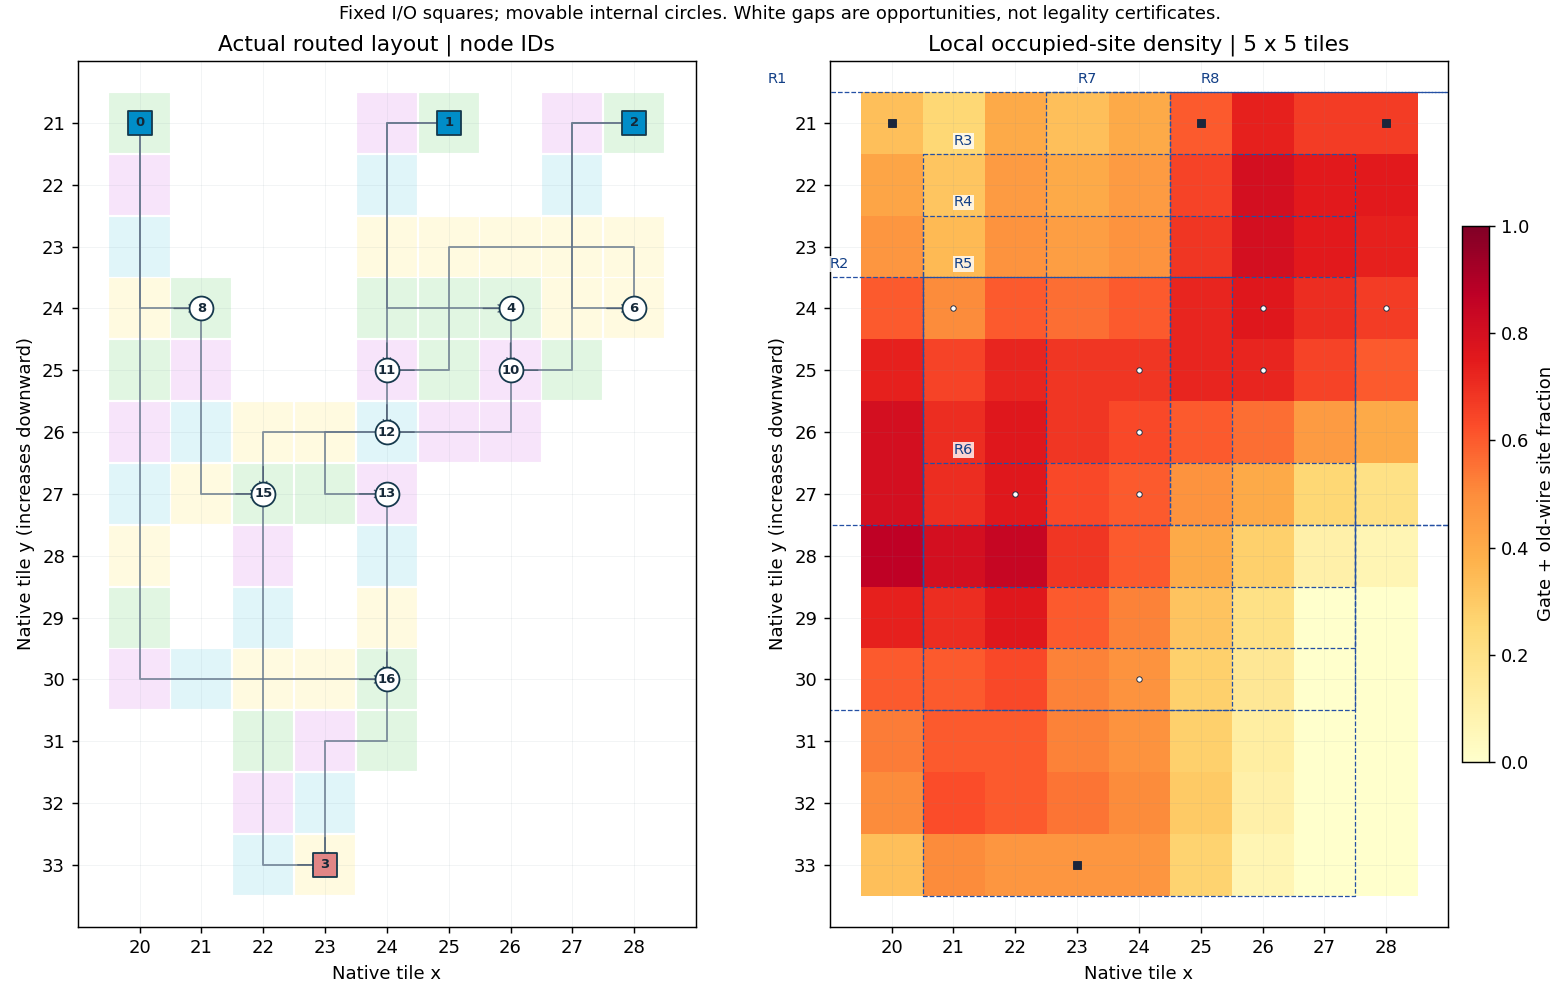 Fixed I/O squares; movable internal circles. White gaps are opportunities, not legality certificates.
Actual routed layout | node IDs
Native tile y (increases downward)
21
22
23
24
25
26
27
28
29
30
31
32
33
0
1
2
8
4
6
11
10
12
15
13
16
3
20 21 22 23 24 25 26 27 28
Native tile x
Local occupied-site density | 5 x 5 tiles
Native tile y (increases downward)
21
22
23
24
25
26
27
28
29
30
31
32
33
R1
R7
R8
R3
R4
R2
R5
R6
20 21 22 23 24 25 26 27 28
Native tile x
1.0
0.8
0.6
0.4
0.2
0.0
Gate + old-wire site fraction